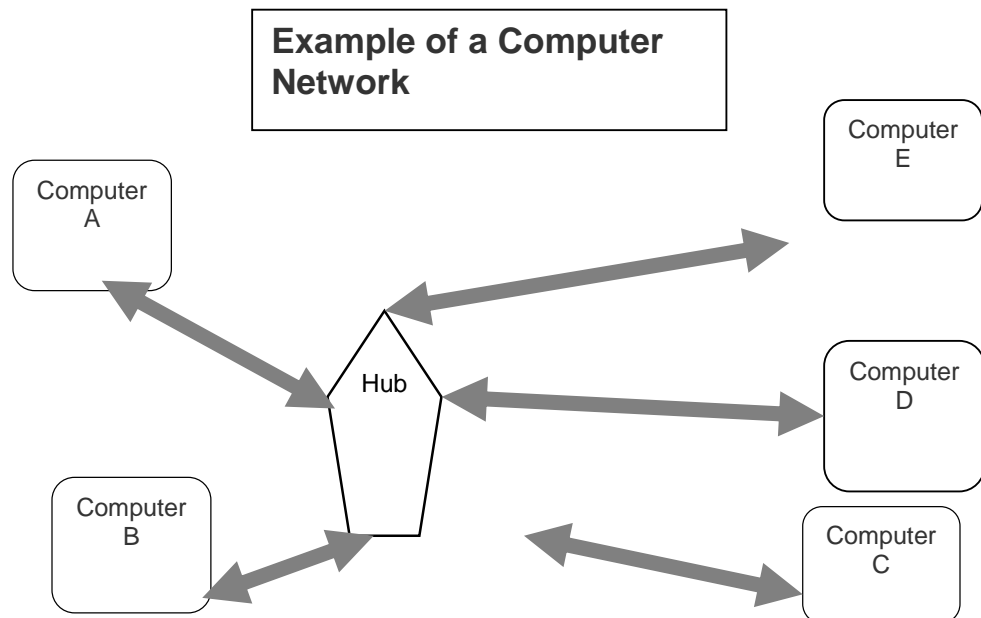 Example of a Computer
Network
Computer
E
Computer
A
Hub
Computer
D
Computer
B
Computer
C